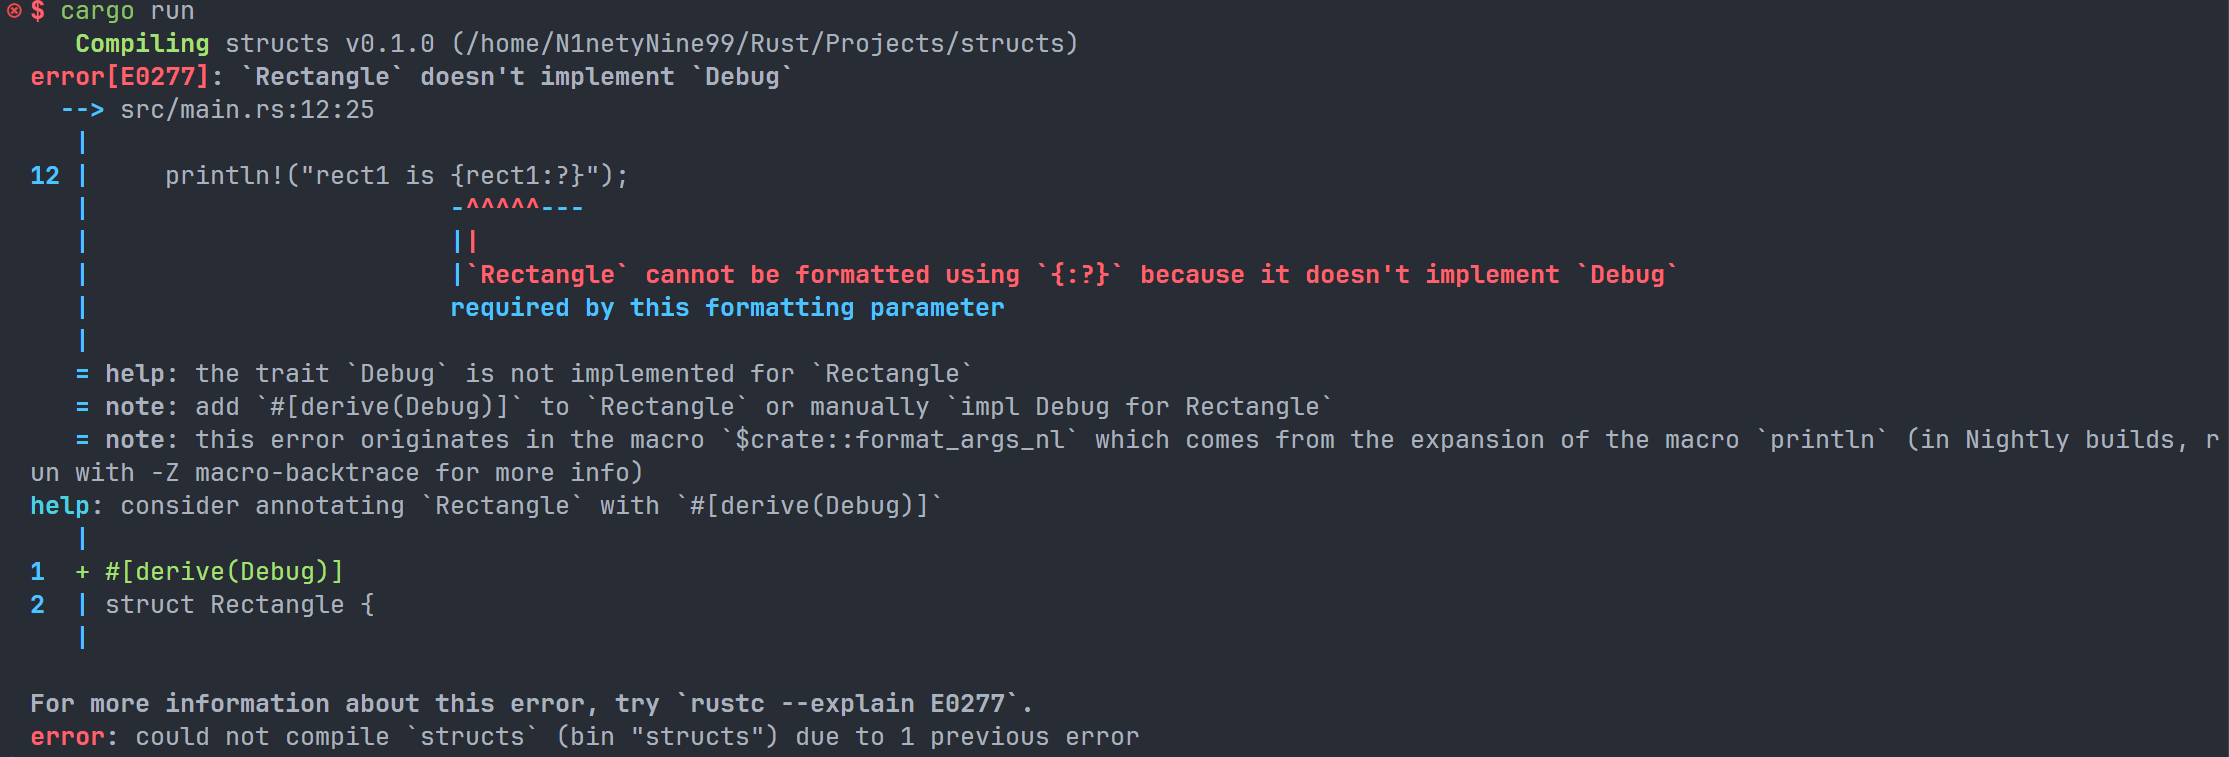 $ cargo run
   Compiling structs v0.1.0 (/home/N1netyNine99/Rust/Projects/structs)
error[E0277]: `Rectangle` doesn't implement `Debug`
  --> src/main.rs:12:25
   |
12 |     println!("rect1 is {rect1:?}");
   |                        -^^^^^---
   |                        ||
   |                        |`Rectangle` cannot be formatted using `{:?}` because it doesn't implement `Debug`
   |                        required by this formatting parameter
   |
   = help: the trait `Debug` is not implemented for `Rectangle`
   = note: add `#[derive(Debug)]` to `Rectangle` or manually `impl Debug for Rectangle`
   = note: this error originates in the macro `$crate::format_args_nl` which comes from the expansion of the macro `println` (in Nightly builds, r
un with -Z macro-backtrace for more info)
help: consider annotating `Rectangle` with `#[derive(Debug)]`
   |
1  + #[derive(Debug)]
2  | struct Rectangle {
   |

For more information about this error, try `rustc --explain E0277`.
error: could not compile `structs` (bin "structs") due to 1 previous error